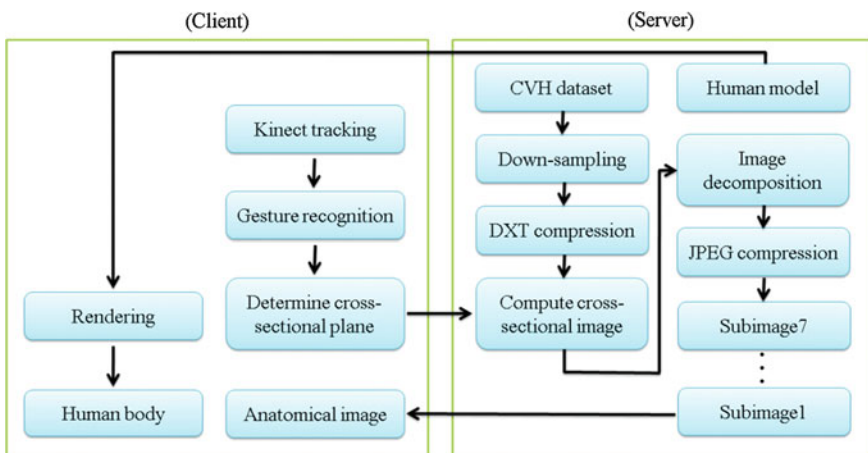 (Client)
(Server)
Kinect tracking
Gesture recognition
Determine cross-
sectional plane
Rendering
Human body
Anatomical image
CVH dataset
Down-sampling
DXT compression
Compute cross-
sectional image
Human model
Image
decomposition
JPEG compression
Subimage7
Subimage1